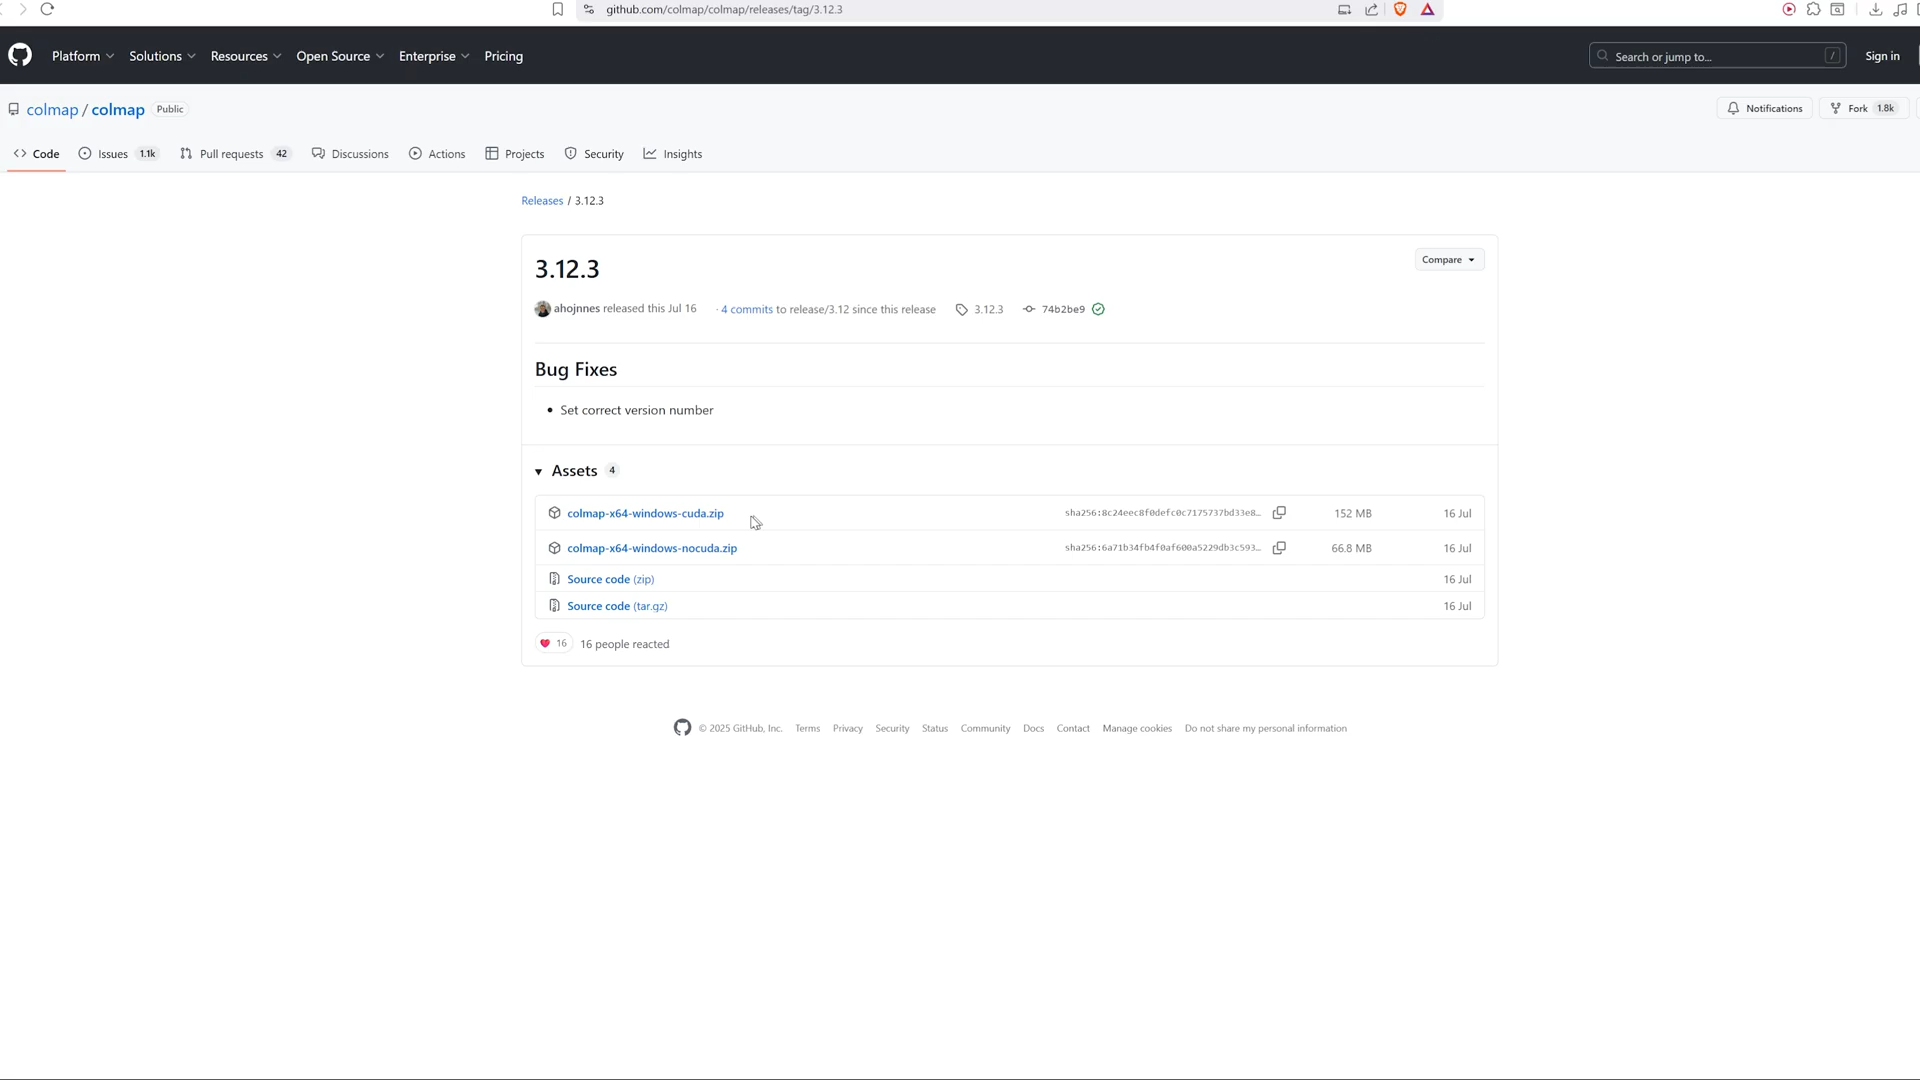 github.com/colmap/colmap/releases/tag/3.12.3
Platform Solutions Resources Open Source Enterprise Pricing Search or jump to... / Sign in
colmap / colmap Public Notifications Fork 1.8k
Code Issues 1.1k Pull requests 42 Discussions Actions Projects Security Insights
Releases / 3.12.3
3.12.3 Compare
ahojnnes released this Jul 16 · 4 commits to release/3.12 since this release 3.12.3 74b2be9
Bug Fixes
• Set correct version number
Assets 4
colmap-x64-windows-cuda.zip sha256:8c24eec8f0defc0c7175737bd33e8… 152 MB 16 Jul
colmap-x64-windows-nocuda.zip sha256:6a71b34fb4f0af600a5229db3c593… 66.8 MB 16 Jul
Source code (zip) 16 Jul
Source code (tar.gz) 16 Jul
16 16 people reacted
© 2025 GitHub, Inc. Terms Privacy Security Status Community Docs Contact Manage cookies Do not share my personal information